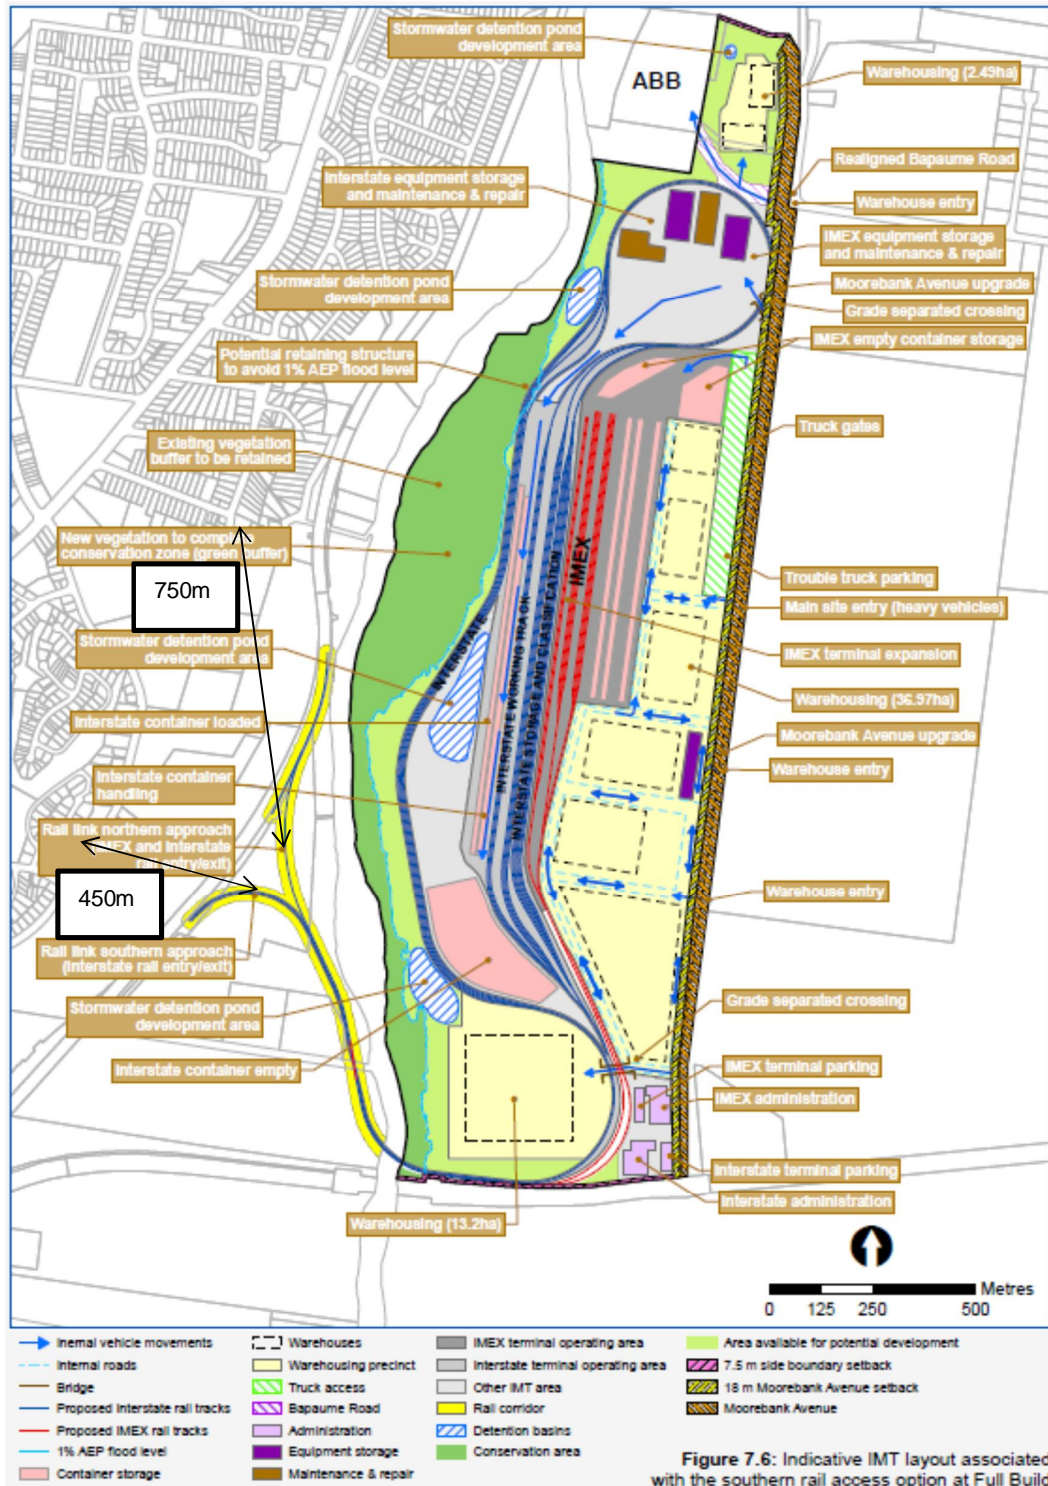 Stormwater detention pond
development area
ABB
Warehousing (2.49ha)
Interstate equipment storage
and maintenance & repair
Realigned Bapaume Road
Warehouse entry
IMEX equipment storage
and maintenance & repair
Stormwater detention pond
development area
Moorebank Avenue upgrade
Grade separated crossing
IMEX empty container storage
Potential retaining structure
to avoid 1% AEP flood level
Truck gates
Existing vegetation
buffer to be retained
New vegetation to comp
conservation zone (green buffer)
750m
IMEX
Trouble truck parking
Main site entry (heavy vehicles)
INTERSTATE
INTERSTATE WORKING TRACK
INTERSTATE STORAGE AND CLASSIFICATION
Stormwater detention pond
development area
IMEX terminal expansion
Warehousing (36.97ha)
Interstate container loaded
Moorebank Avenue upgrade
Warehouse entry
Interstate container
handling
Rail link northern approach
and Interstate
rail entry/exit)
450m
Warehouse entry
Rail link southern approach
(Interstate rail entry/exit)
Stormwater detention pond
development area
Grade separated crossing
Interstate container empty
IMEX terminal parking
IMEX administration
Interstate terminal parking
Interstate administration
Warehousing (13.2ha)
Metres
0 125 250 500
Inernal vehicle movements
Internal roads
Bridge
Proposed Interstate rail tracks
Proposed IMEX rail tracks
1% AEP flood level
Container storage
Warehouses
Warehousing precinct
Truck access
Bapaume Road
Administration
Equipment storage
Maintenance & repair
IMEX terminal operating area
Interstate terminal operating area
Other IMT area
Rail corridor
Detention basins
Conservation area
Area available for potential development
7.5 m side boundary setback
18 m Moorebank Avenue setback
Moorebank Avenue
Figure 7.6: Indicative IMT layout associated
with the southern rail access option at Full Build